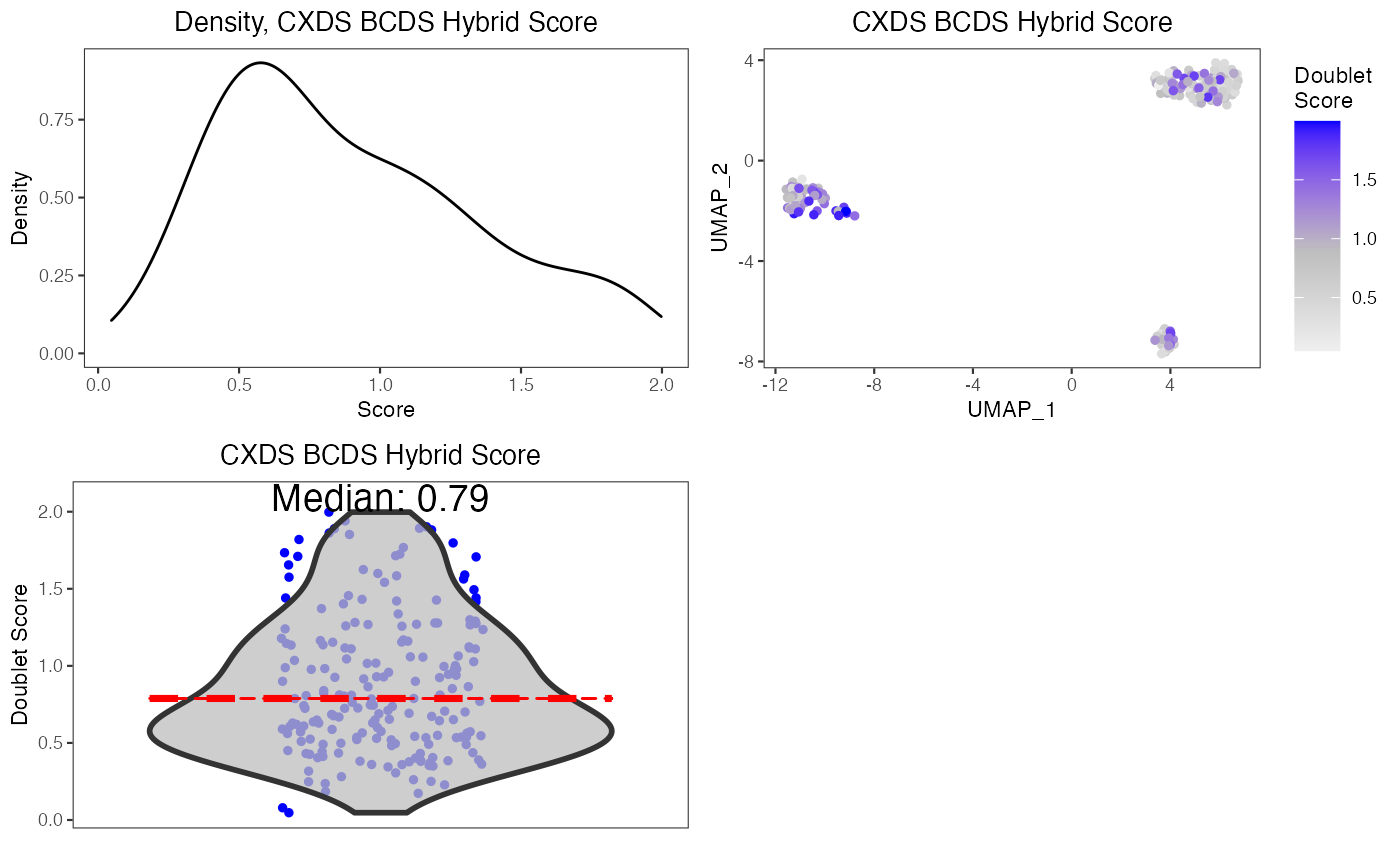 Density, CXDS BCDS Hybrid Score
Density
0.75
0.50
0.25
0.00
0.0 0.5 1.0 1.5 2.0
Score
CXDS BCDS Hybrid Score
UMAP_2
4
0
-4
-8
-12 -8 -4 0 4
UMAP_1
Doublet
Score
1.5
1.0
0.5
CXDS BCDS Hybrid Score
Median: 0.79
Doublet Score
2.0
1.5
1.0
0.5
0.0